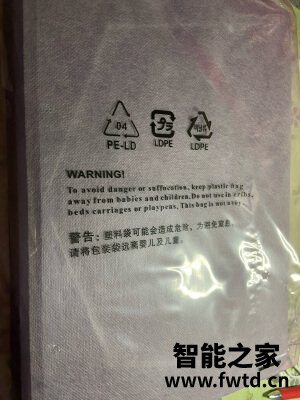 04
PE-LD
プラ
LDPE
LDPE
WARNING!
To avoid danger or suffocation, keep plastic bag
away from babies and children. Do not use in cribs,
beds carriages or playpens. This bag is not a toy.
警告：塑料袋可能会造成危险，为避免窒息，
请将包装袋远离婴儿及儿童。
智能之家
www.fwtd.cn